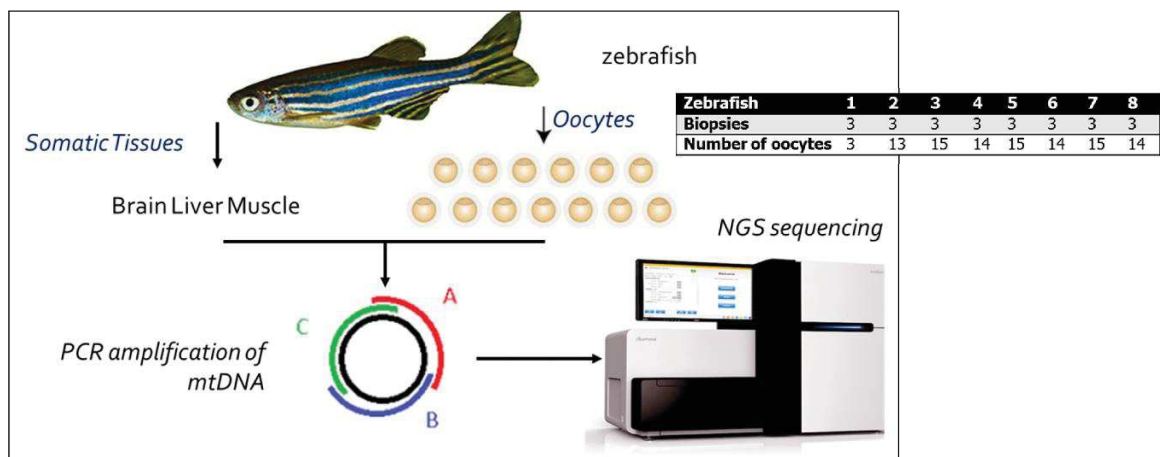 zebrafish
Somatic Tissues
Oocytes
Zebrafish 1 2 3 4 5 6 7 8
Biopsies 3 3 3 3 3 3 3 3
Number of oocytes 3 13 15 14 15 14 15 14
Brain Liver Muscle
NGS sequencing
A
C
PCR amplification of
mtDNA
B